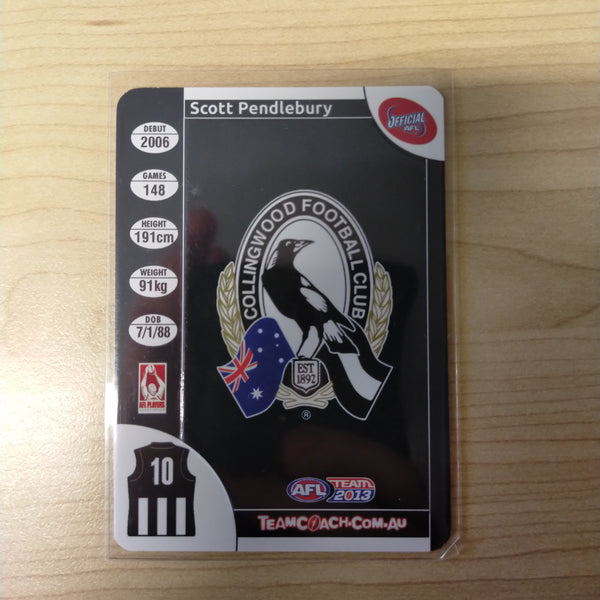 Scott Pendlebury
OFFICIAL
AFL
DEBUT
2006
GAMES
148
HEIGHT
191cm
WEIGHT
91kg
DOB
7/1/88
AFL PLAYERS
10
COLLINGWOOD FOOTBALL CLUB
EST
1892
®
AFL
TEAM
2013
TEAMCOACH.COM.AU